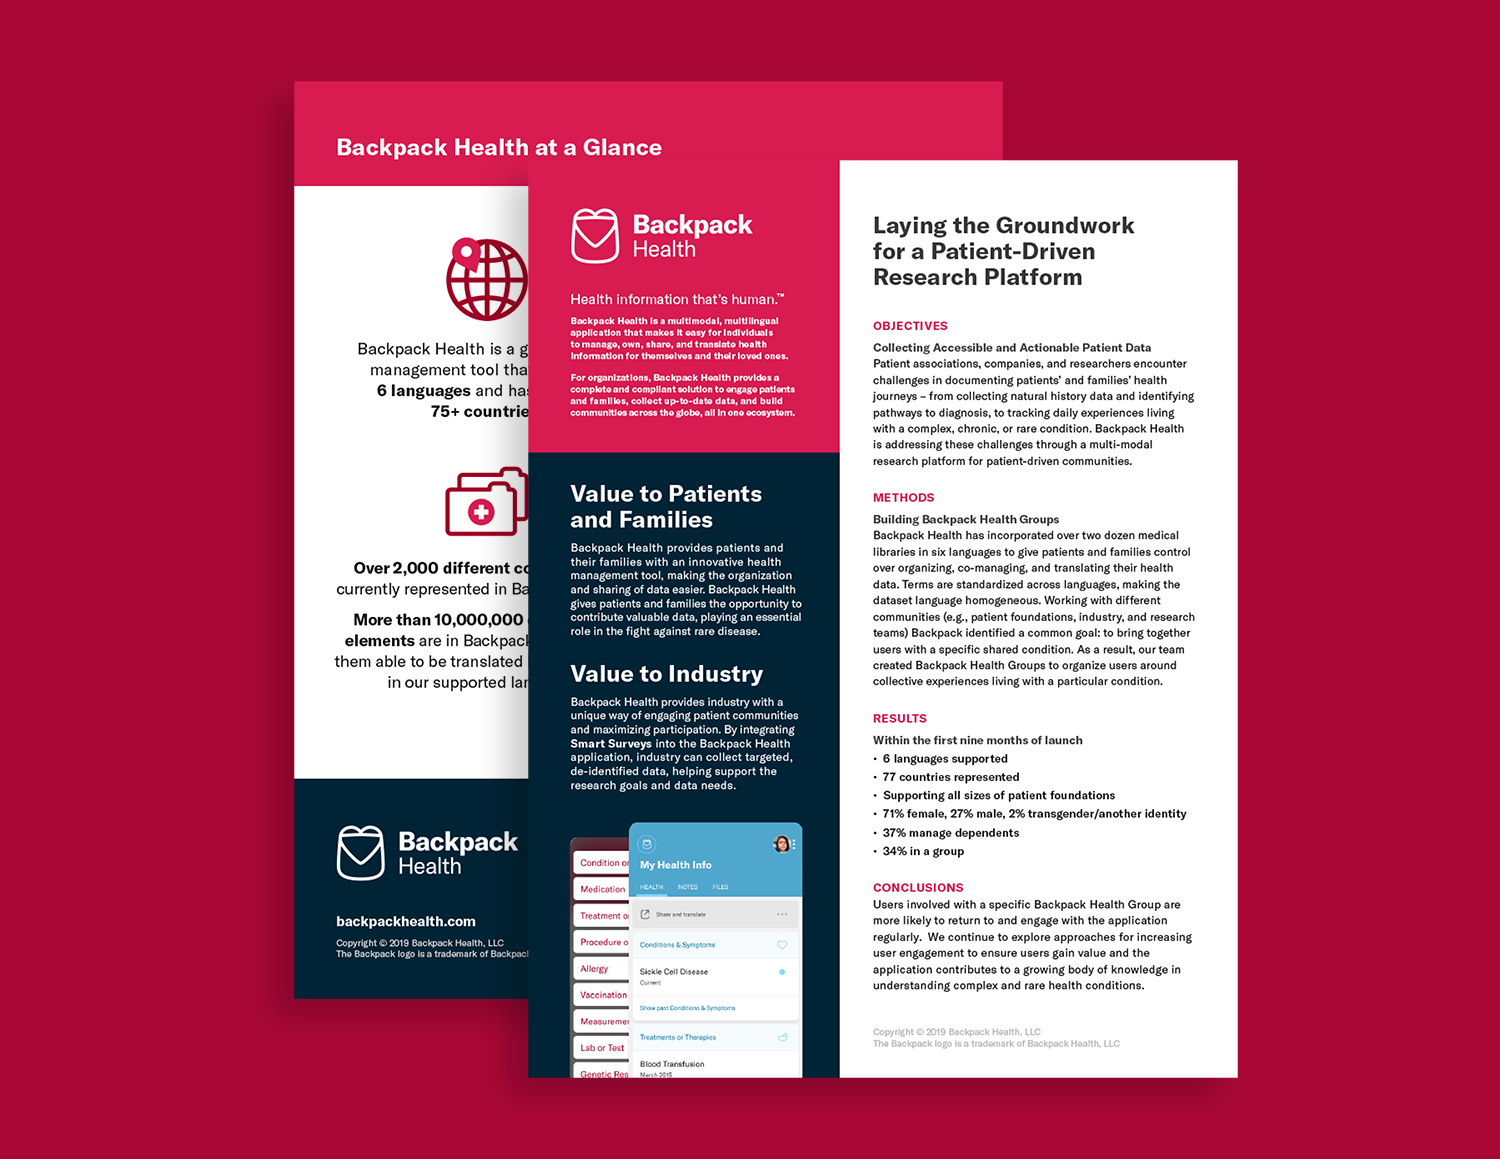 Backpack Health at a Glance
Backpack Health is a g
management tool tha
6 languages and has
75+ countrie
Over 2,000 different co
currently represented in Ba
More than 10,000,000
elements are in Backpack
them able to be translated
in our supported lan
Backpack
Health
backpackhealth.com
Copyright © 2019 Backpack Health, LLC
The Backpack logo is a trademark of Backpack
Backpack
Health
Health information that's human.™
Backpack Health is a multimodal, multilingual
application that makes it easy for individuals
to manage, own, share, and translate health
information for themselves and their loved ones.
For organizations, Backpack Health provides a
complete and compliant solution to engage patients
and families, collect up-to-date data, and build
communities across the globe, all in one ecosystem.
Value to Patients
and Families
Backpack Health provides patients and
their families with an innovative health
management tool, making the organization
and sharing of data easier. Backpack Health
gives patients and families the opportunity to
contribute valuable data, playing an essential
role in the fight against rare disease.
Value to Industry
Backpack Health provides industry with a
unique way of engaging patient communities
and maximizing participation. By integrating
Smart Surveys into the Backpack Health
application, industry can collect targeted,
de-identified data, helping support the
research goals and data needs.
Condition or
Medication
Treatment or
Procedure o
Allergy
Vaccination
Measuremen
Lab or Test
Genetic Res
My Health Info
HEALTH NOTES FILES
Share and translate
Conditions & Symptoms
Sickle Cell Disease
Current
Show past Conditions & Symptoms
Treatments or Therapies
Blood Transfusion
March 2015
Laying the Groundwork
for a Patient-Driven
Research Platform
OBJECTIVES
Collecting Accessible and Actionable Patient Data
Patient associations, companies, and researchers encounter
challenges in documenting patients' and families' health
journeys – from collecting natural history data and identifying
pathways to diagnosis, to tracking daily experiences living
with a complex, chronic, or rare condition. Backpack Health
is addressing these challenges through a multi-modal
research platform for patient-driven communities.
METHODS
Building Backpack Health Groups
Backpack Health has incorporated over two dozen medical
libraries in six languages to give patients and families control
over organizing, co-managing, and translating their health
data. Terms are standardized across languages, making the
dataset language homogeneous. Working with different
communities (e.g., patient foundations, industry, and research
teams) Backpack identified a common goal: to bring together
users with a specific shared condition. As a result, our team
created Backpack Health Groups to organize users around
collective experiences living with a particular condition.
RESULTS
Within the first nine months of launch
• 6 languages supported
• 77 countries represented
• Supporting all sizes of patient foundations
• 71% female, 27% male, 2% transgender/another identity
• 37% manage dependents
• 34% in a group
CONCLUSIONS
Users involved with a specific Backpack Health Group are
more likely to return to and engage with the application
regularly. We continue to explore approaches for increasing
user engagement to ensure users gain value and the
application contributes to a growing body of knowledge in
understanding complex and rare health conditions.
Copyright © 2019 Backpack Health, LLC
The Backpack logo is a trademark of Backpack Health, LLC